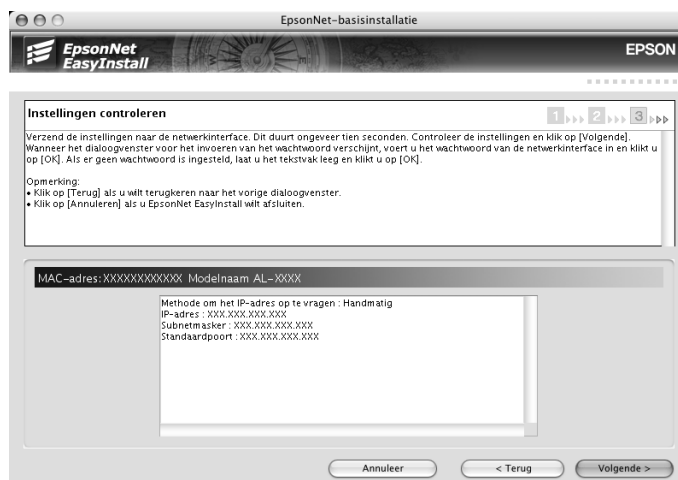 EpsonNet-basisinstallatie
EpsonNet
EasyInstall
EPSON
Instellingen controleren
1 2 3
Verzend de instellingen naar de netwerkinterface. Dit duurt ongeveer tien seconden. Controleer de instellingen en klik op [Volgende].
Wanneer het dialoogvenster voor het invoeren van het wachtwoord verschijnt, voert u het wachtwoord van de netwerkinterface in en klikt u
op [OK]. Als er geen wachtwoord is ingesteld, laat u het tekstvak leeg en klikt u op [OK].
Opmerking:
• Klik op [Terug] als u wilt terugkeren naar het vorige dialoogvenster.
• Klik op [Annuleren] als u EpsonNet EasyInstall wilt afsluiten.
MAC-adres:XXXXXXXXXXXX Modelnaam AL-XXXX
Methode om het IP-adres op te vragen : Handmatig
IP-adres : XXX.XXX.XXX.XXX
Subnetmasker : XXX.XXX.XXX.XXX
Standaardpoort : XXX.XXX.XXX.XXX
Annuleer
< Terug
Volgende >